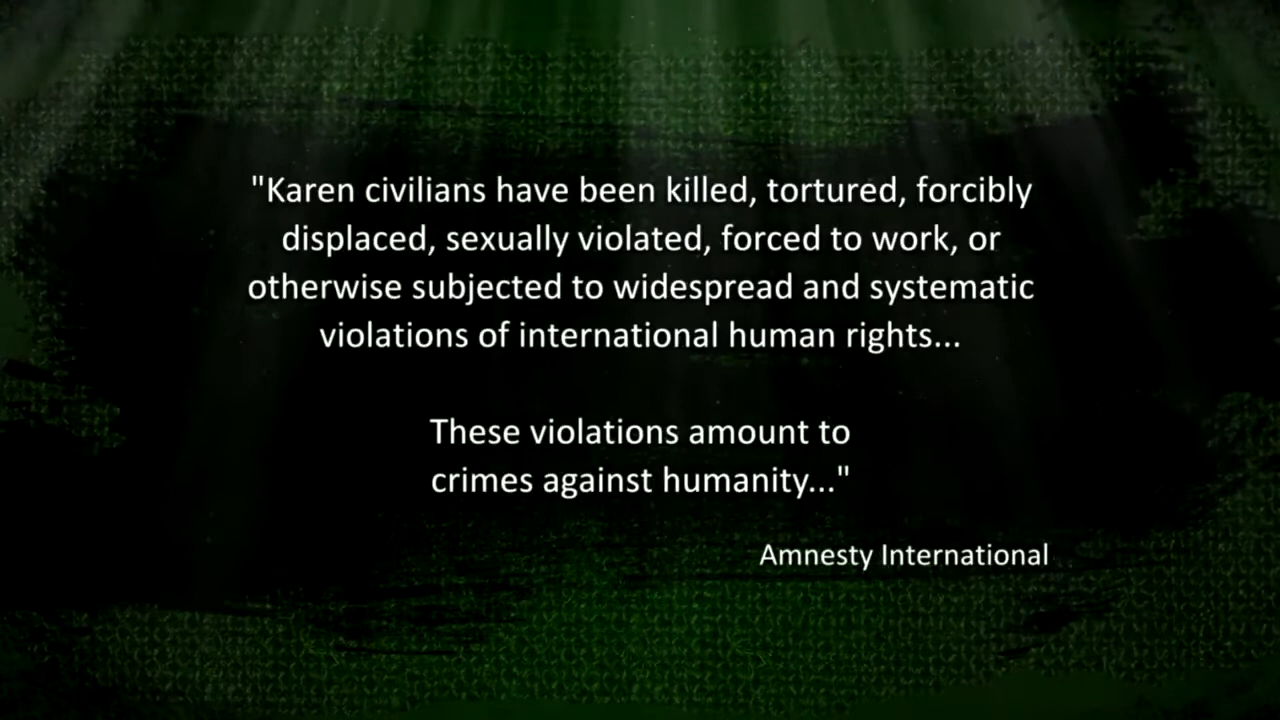 "Karen civilians have been killed, tortured, forcibly
displaced, sexually violated, forced to work, or
otherwise subjected to widespread and systematic
violations of international human rights...
These violations amount to
crimes against humanity..."
Amnesty International